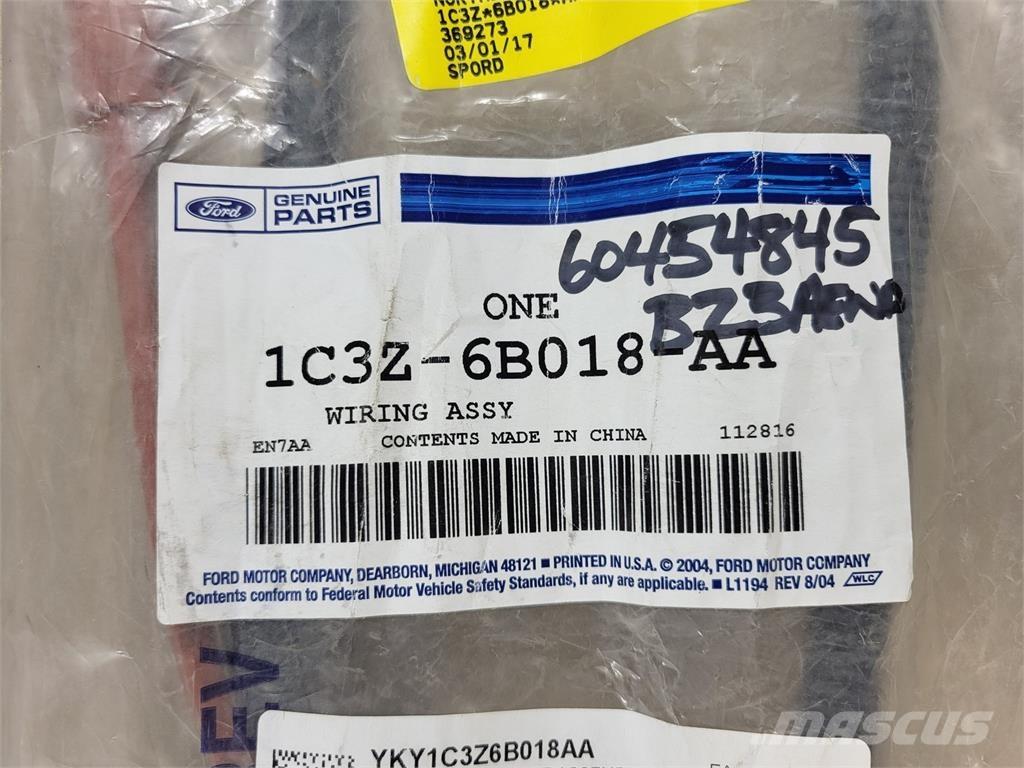 1C3Z*6B018*A
369273
03/01/17
SPORD
Ford GENUINE PARTS
60454845
ONE
1C3Z-6B018-AA
WIRING ASSY
EN7AA CONTENTS MADE IN CHINA 112816
FORD MOTOR COMPANY, DEARBORN, MICHIGAN 48121 ■ PRINTED IN U.S.A. © 2004, FORD MOTOR COMPANY
Contents conform to Federal Motor Vehicle Safety Standards, if any are applicable. ■ L1194 REV 8/04 WLC
YKY1C3Z6B018AA
MASCUS